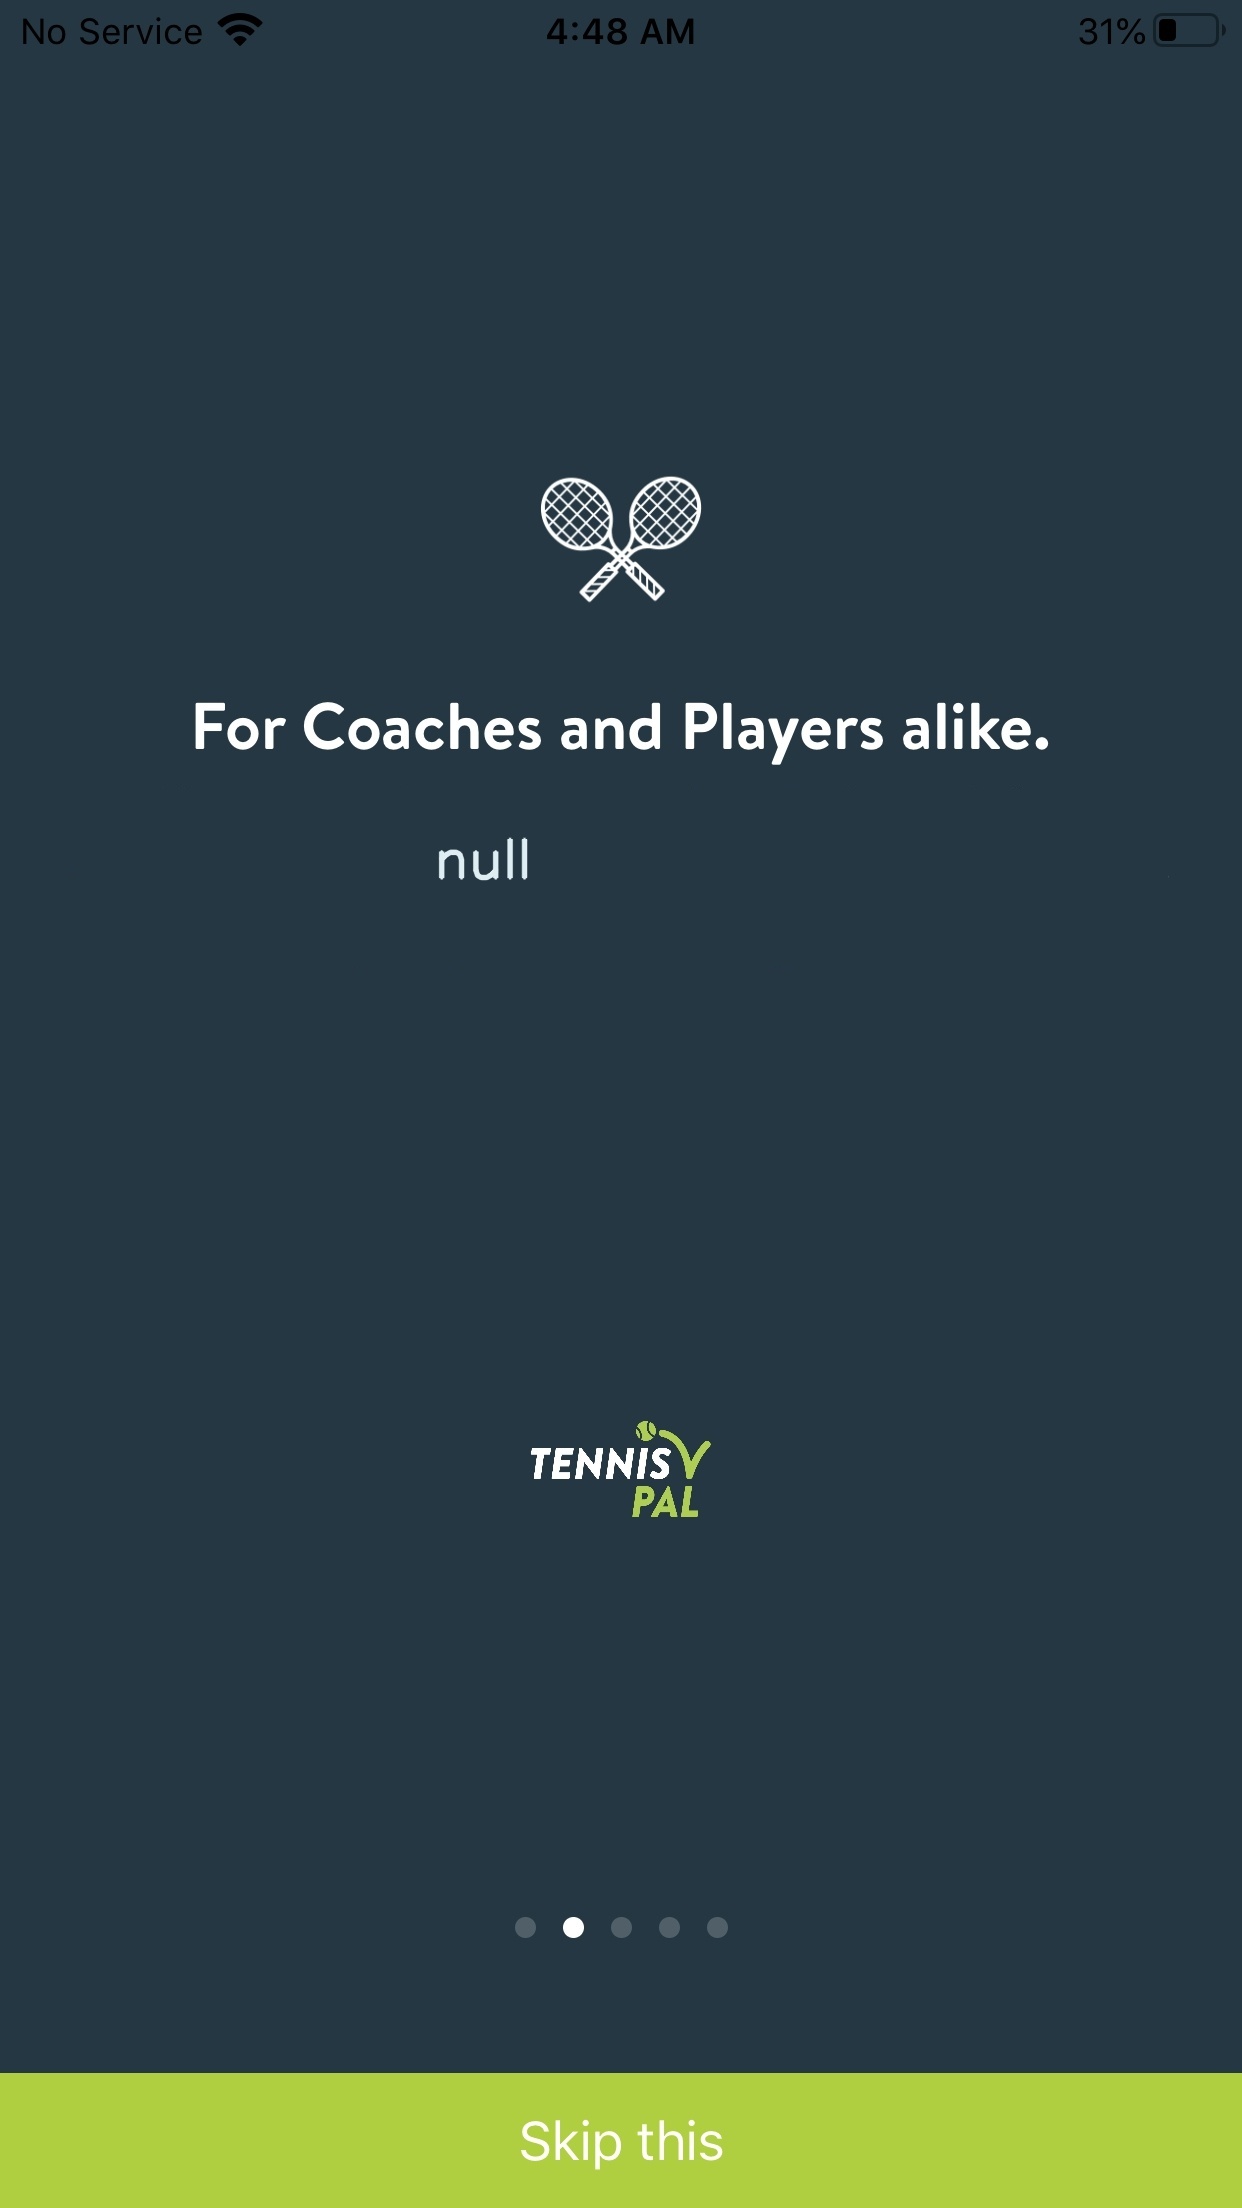 No Service
4:48 AM
31%
For Coaches and Players alike.
null
TENNIS
PAL
Skip this